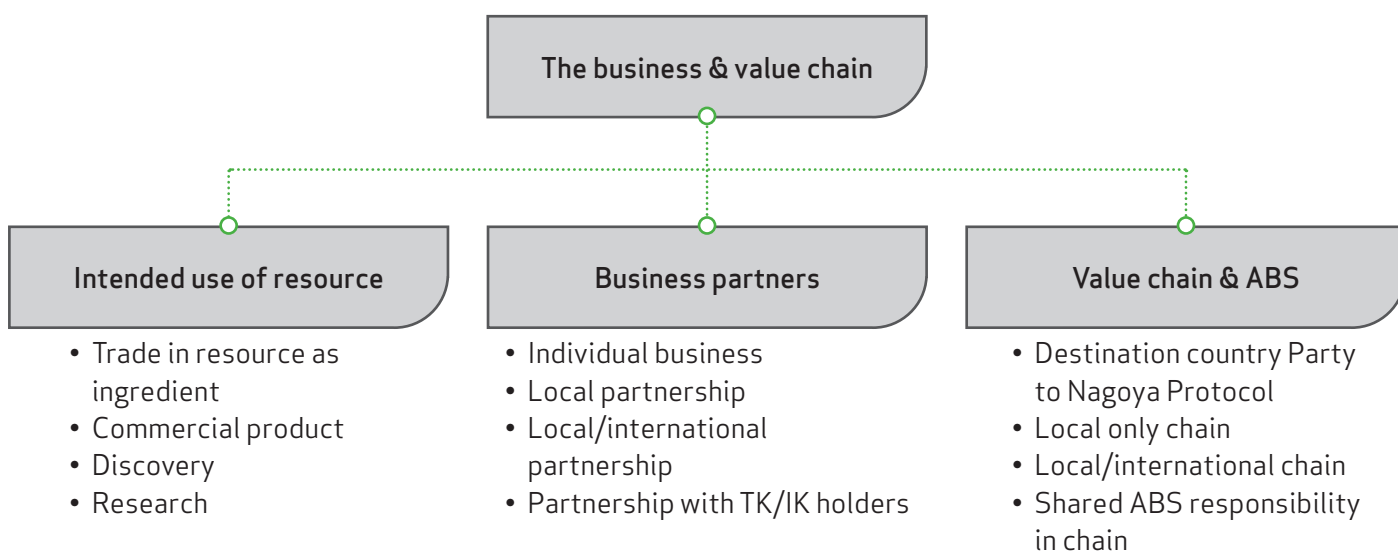 The business & value chain
Intended use of resource
• Trade in resource as
ingredient
• Commercial product
• Discovery
• Research
Business partners
• Individual business
• Local partnership
• Local/international
partnership
• Partnership with TK/IK holders
Value chain & ABS
• Destination country Party
to Nagoya Protocol
• Local only chain
• Local/international chain
• Shared ABS responsibility
in chain